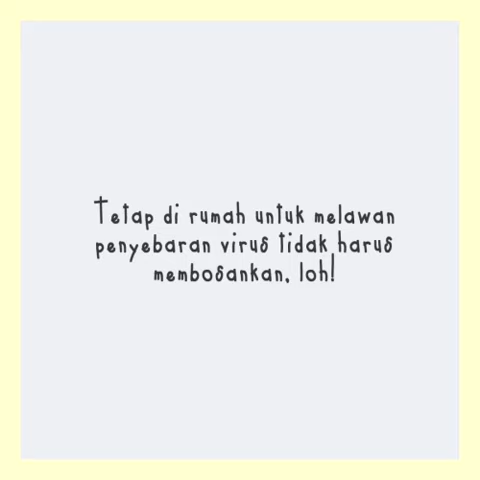 Tetap di rumah untuk melawan
penyebaran virus tidak harus
membosankan, loh!